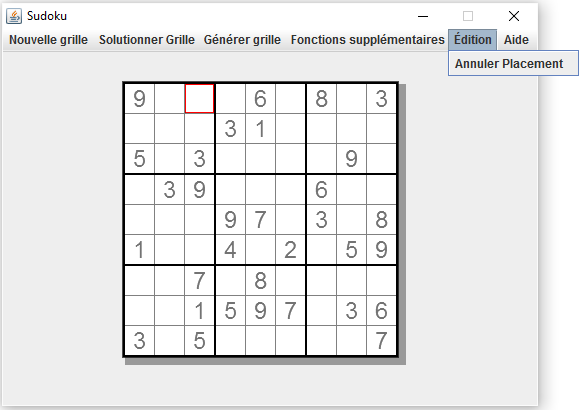 Sudoku
Nouvelle grille Solutionner Grille Générer grille Fonctions supplémentaires Édition Aide
Annuler Placement
9 6 8 3
3 1
5 3 9
3 9 6
9 7 3 8
1 4 2 5 9
7 8
1 5 9 7 3 6
3 5 7